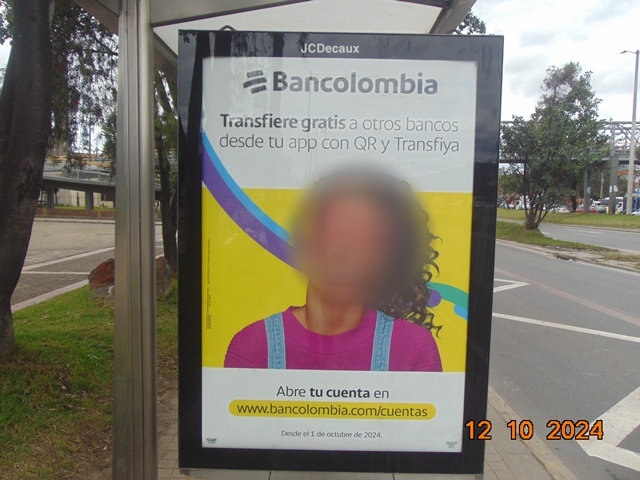 JCDecaux
Bancolombia
Transfiere gratis a otros bancos
desde tu app con QR y Transfiya
Abre tu cuenta en
www.bancolombia.com/cuentas
Desde el 1 de octubre de 2024.
12 10 2024